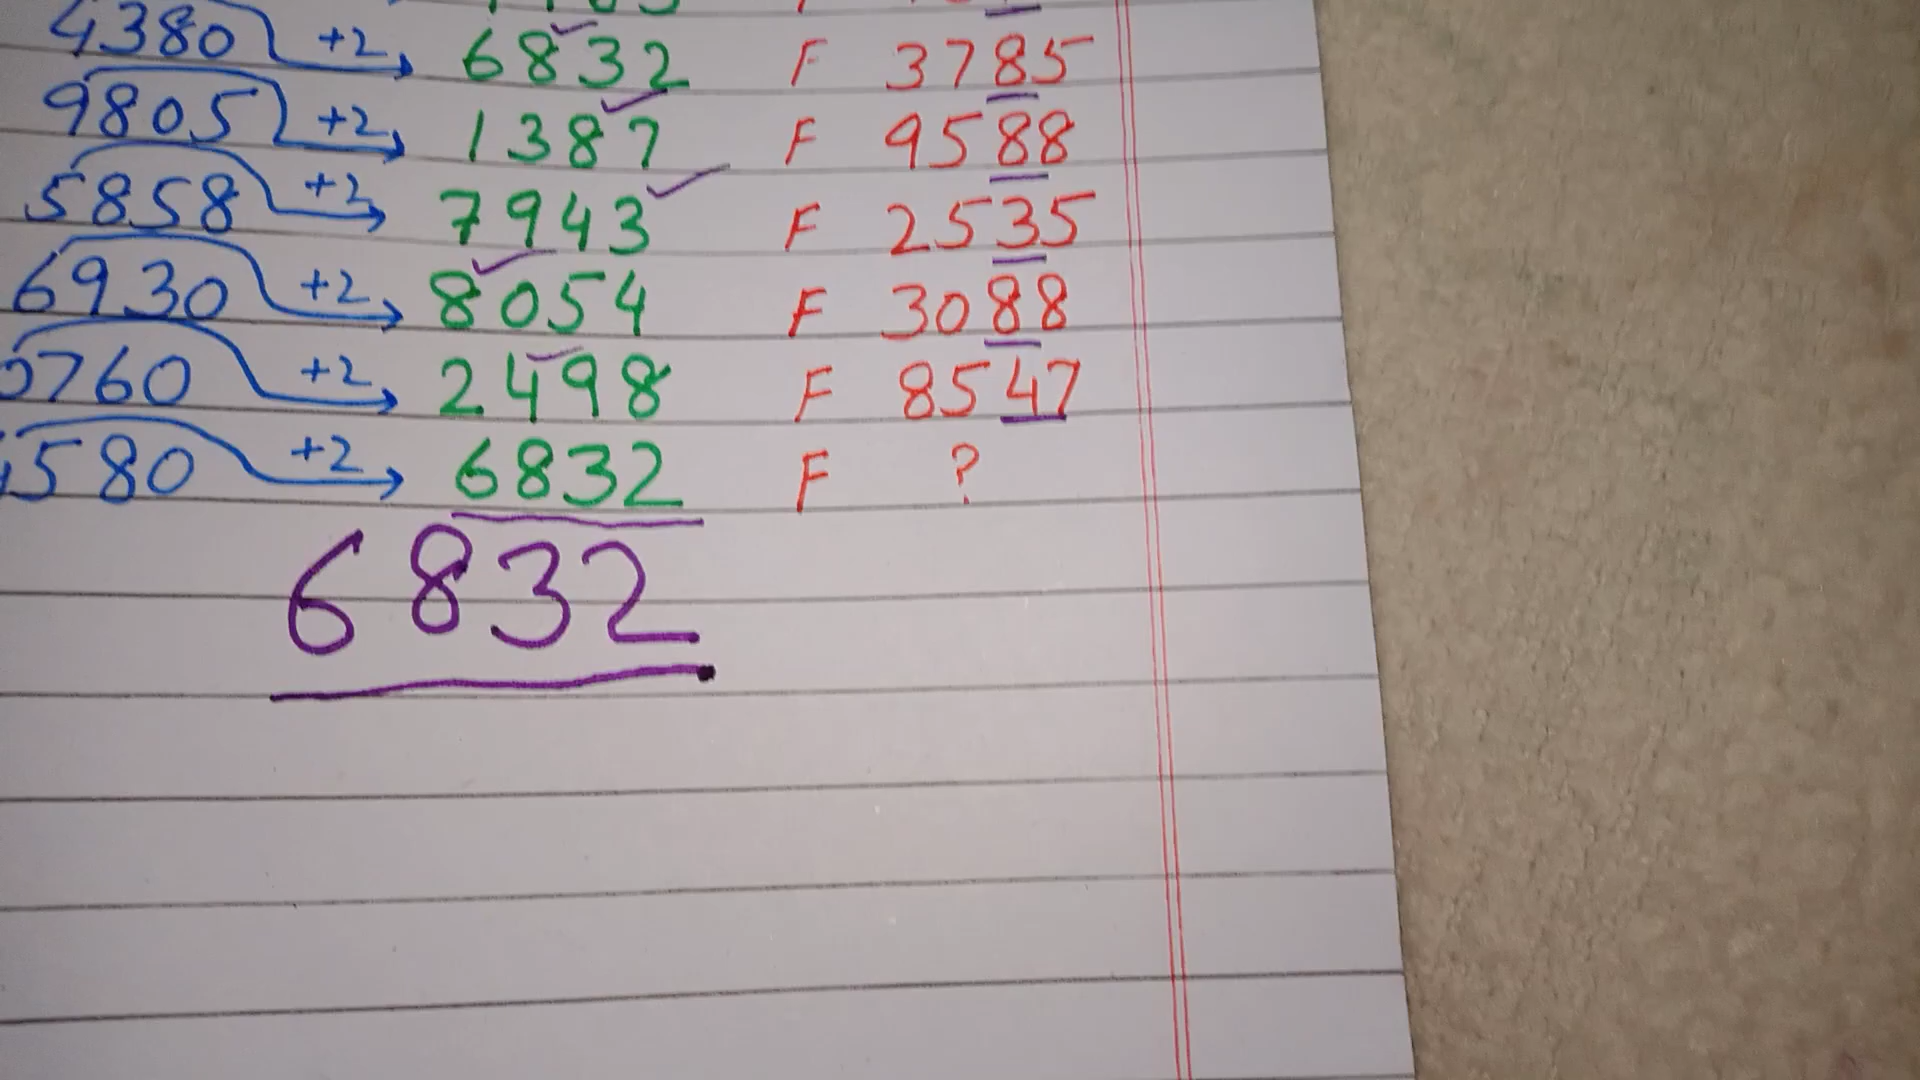 4380 +2 6832 F 3785
9805 +2 1387 F 9588
5858 +2 7943 F 2535
6930 +2 8054 F 3088
0760 +2 2498 F 8547
580 +2 6832 F ?
6832